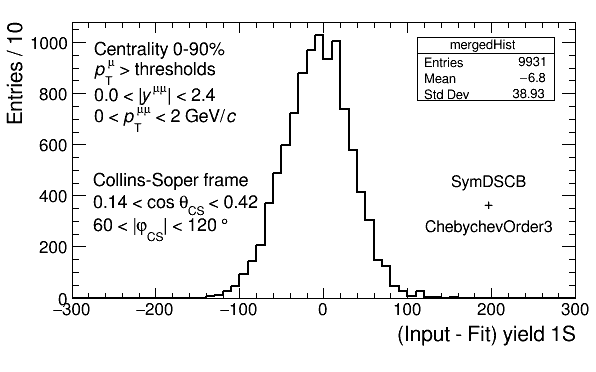 Entries / 10
1000
800
600
400
200
0
−300
−200
−100
0
100
200
300
(Input - Fit) yield 1S
Centrality 0-90%
p_T^μ > thresholds
0.0 < |y^μμ| < 2.4
0 < p_T^μμ < 2 GeV/c
Collins-Soper frame
0.14 < cos θ_CS < 0.42
60 < |φ_CS| < 120 °
mergedHist
Entries 9931
Mean −6.8
Std Dev 38.93
SymDSCB
+
ChebychevOrder3